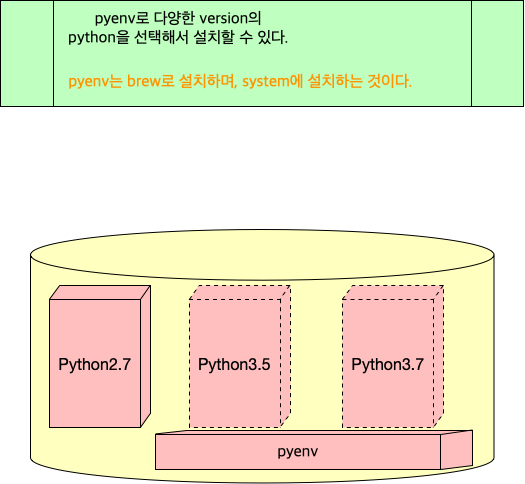 pyenv로 다양한 version의
python을 선택해서 설치할 수 있다.
pyenv는 brew로 설치하며, system에 설치하는 것이다.
Python2.7
Python3.5
Python3.7
pyenv